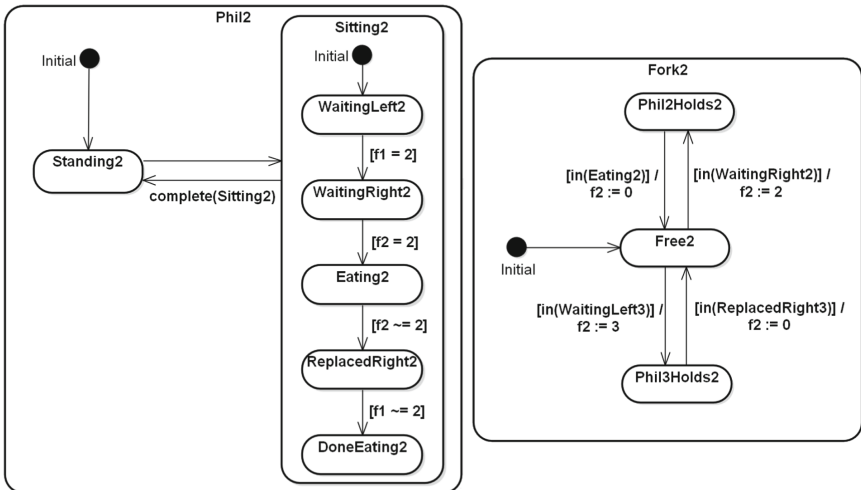 Phil2
Initial
Standing2
complete(Sitting2)
Sitting2
Initial
WaitingLeft2
[f1 = 2]
WaitingRight2
[f2 = 2]
Eating2
[f2 ~= 2]
ReplacedRight2
[f1 ~= 2]
DoneEating2
Fork2
Phil2Holds2
[in(Eating2)] /
f2 := 0
[in(WaitingRight2)] /
f2 := 2
Free2
Initial
[in(WaitingLeft3)] /
f2 := 3
[in(ReplacedRight3)] /
f2 := 0
Phil3Holds2